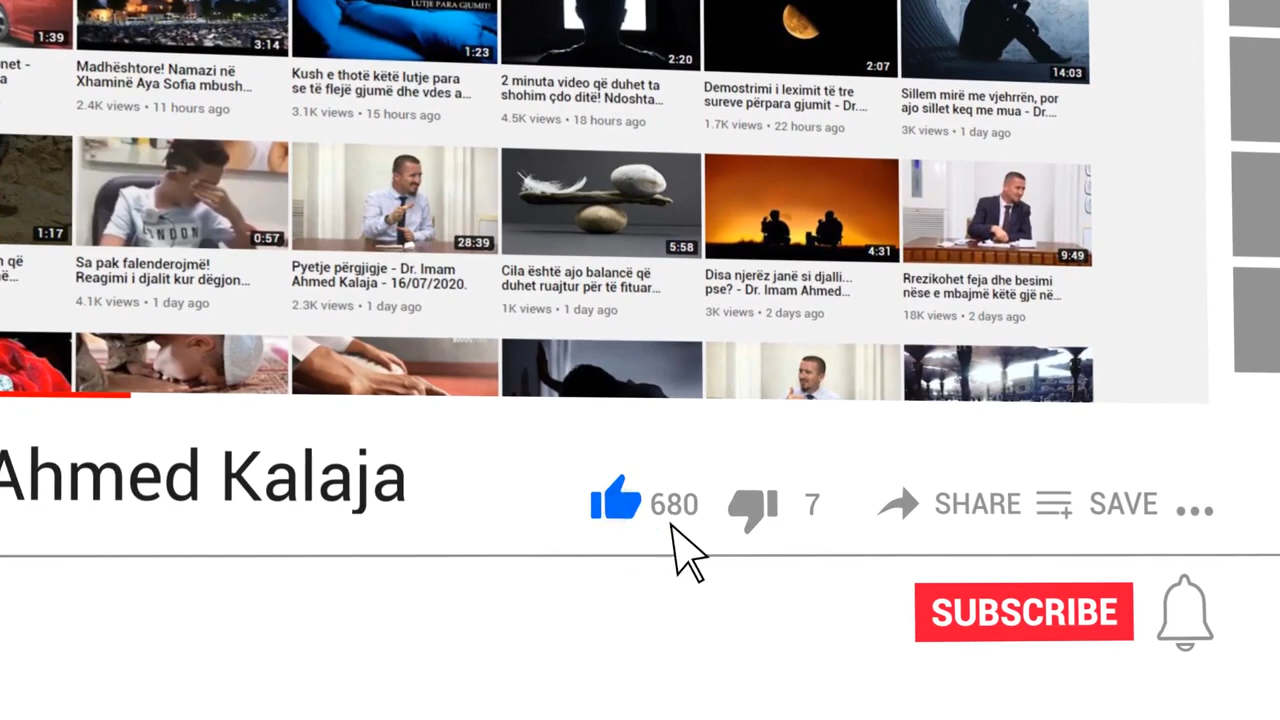 LUTJE PARA GJUMIT!
1:39
3:14
1:23
2:20
2:07
14:03
net -
a
Madhështore! Namazi në
Xhaminë Aya Sofia mbush...
2.4K views • 11 hours ago
Kush e thotë këtë lutje para
se të flejë gjumë dhe vdes a...
3.1K views • 15 hours ago
2 minuta video që duhet ta
shohim çdo ditë! Ndoshta...
4.5K views • 18 hours ago
Demostrimi i leximit të tre
sureve përpara gjumit - Dr....
1.7K views • 22 hours ago
Sillem mirë me vjehrrën, por
ajo sillet keq me mua - Dr....
3K views • 1 day ago
LONDON
1:17
0:57
28:39
5:58
4:31
9:49
që
ë...
Sa pak falenderojmë!
Reagimi i djalit kur dëgjon...
4.1K views • 1 day ago
Pyetje përgjigje - Dr. Imam
Ahmed Kalaja - 16/07/2020.
2.3K views • 1 day ago
Cila është ajo balancë që
duhet ruajtur për të fituar...
1K views • 1 day ago
Disa njerëz janë si djalli...
pse? - Dr. Imam Ahmed...
3K views • 2 days ago
Rrezikohet feja dhe besimi
nëse e mbajmë këtë gjë në...
18K views • 2 days ago
Ahmed Kalaja
680
7
SHARE
SAVE
SUBSCRIBE